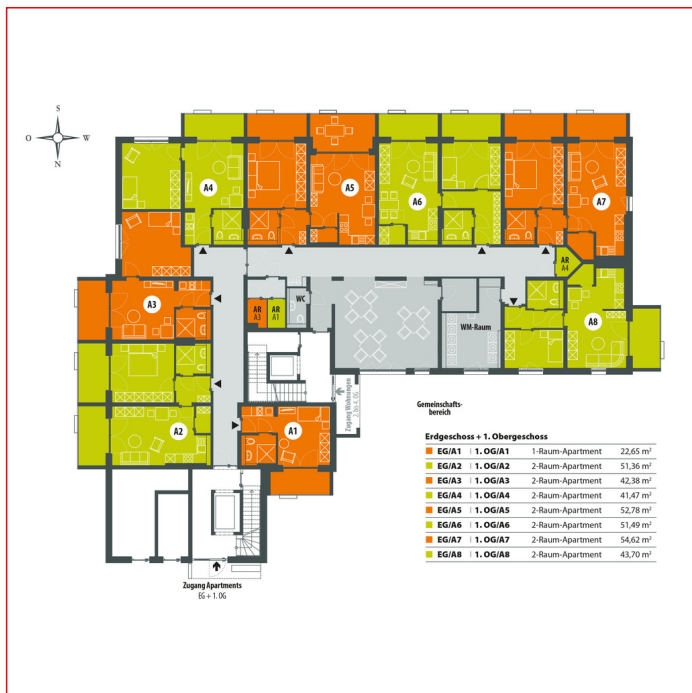 S
O W
N
A4
A5
A6
A7
AR
A4
A3
AR
A3
AR
A1
WC
WM-Raum
A8
Zugang Wohnungen
2. bis 4. OG
A2
A1
Gemeinschafts-
bereich
Zugang Apartments
EG + 1. OG
Erdgeschoss + 1. Obergeschoss
EG/A1 | 1. OG/A1 1-Raum-Apartment 22,65 m²
EG/A2 | 1. OG/A2 2-Raum-Apartment 51,36 m²
EG/A3 | 1. OG/A3 2-Raum-Apartment 42,38 m²
EG/A4 | 1. OG/A4 2-Raum-Apartment 41,47 m²
EG/A5 | 1. OG/A5 2-Raum-Apartment 52,78 m²
EG/A6 | 1. OG/A6 2-Raum-Apartment 51,49 m²
EG/A7 | 1. OG/A7 2-Raum-Apartment 54,62 m²
EG/A8 | 1. OG/A8 2-Raum-Apartment 43,70 m²